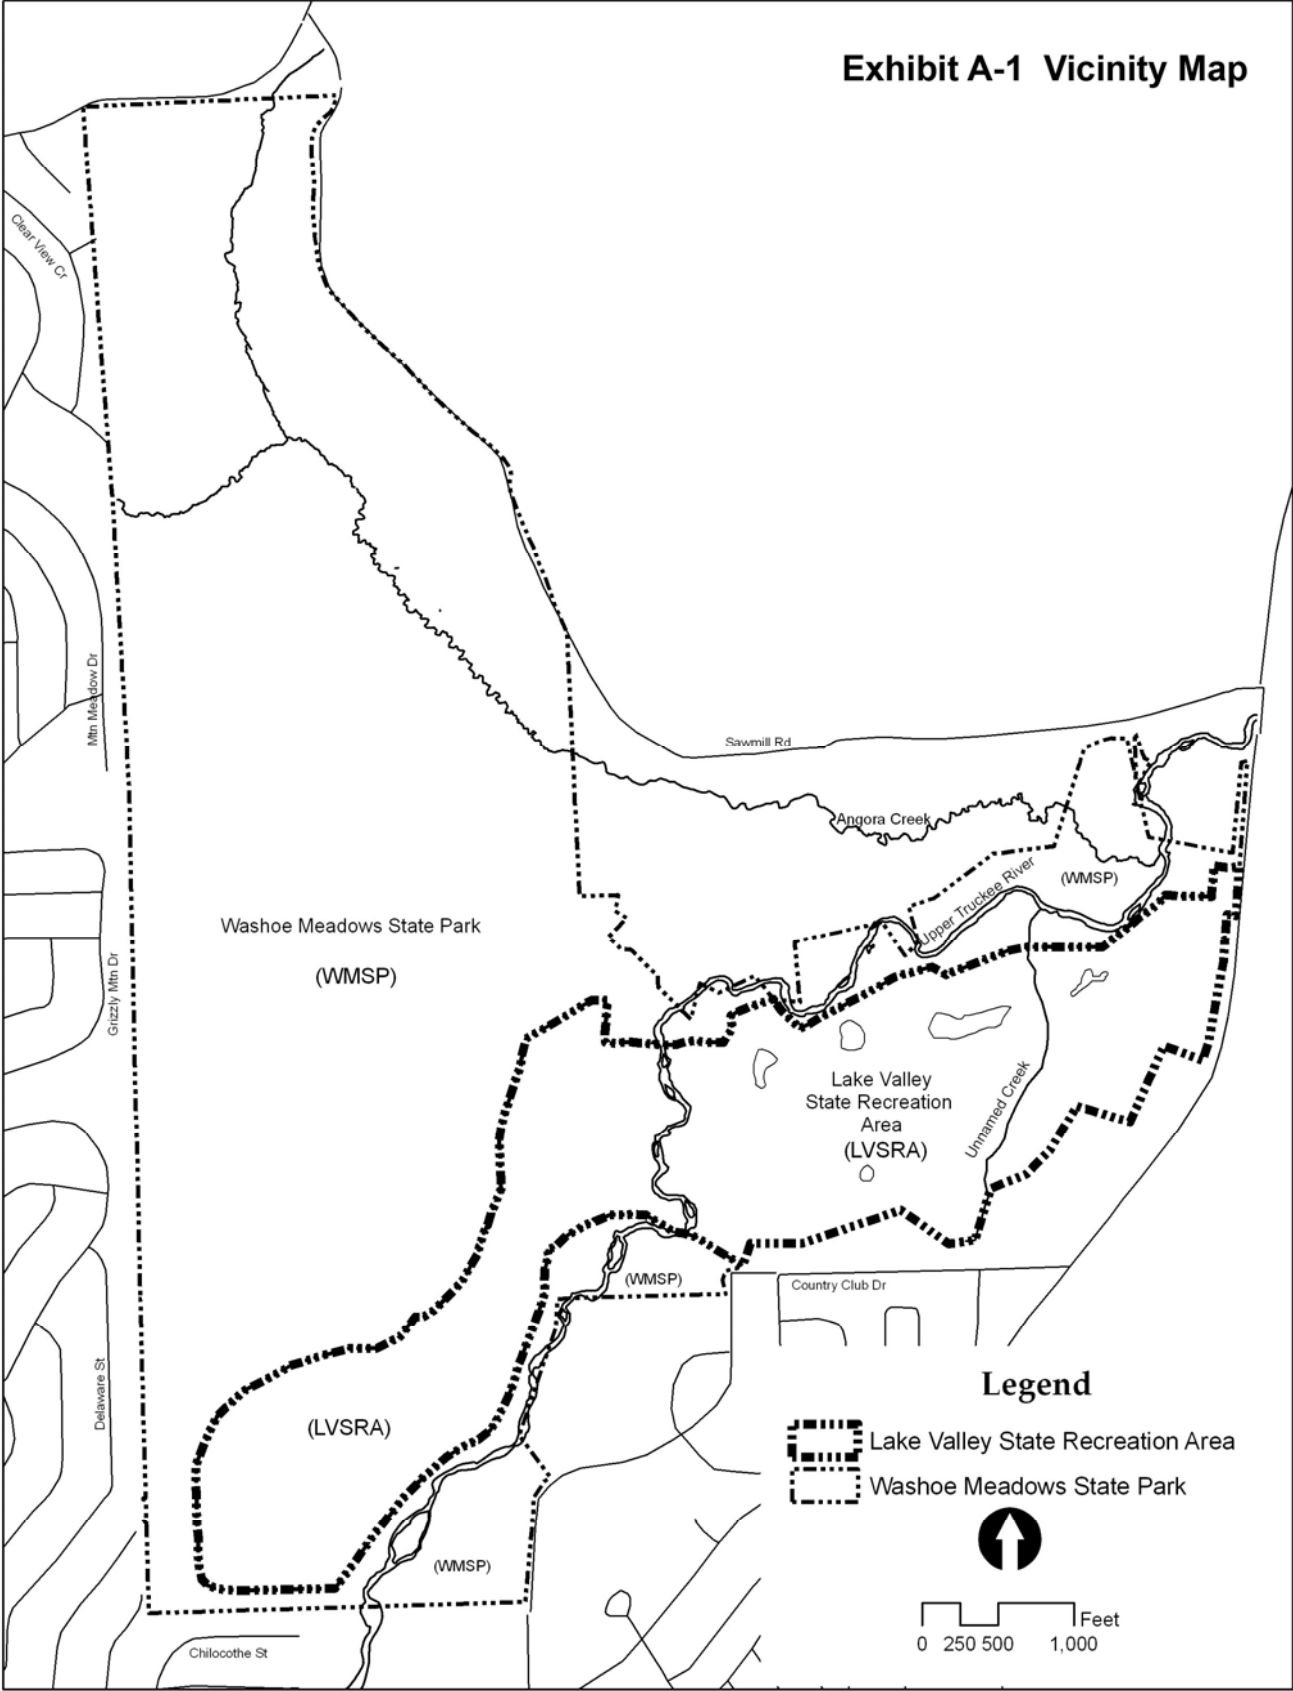 Exhibit A-1 Vicinity Map
Clear View Cr
Mtn Meadow Dr
Sawmill Rd
Angora Creek
Upper Truckee River
(WMSP)
Washoe Meadows State Park
(WMSP)
Grizzly Mtn Dr
Lake Valley
State Recreation
Area
(LVSRA)
Unnamed Creek
(WMSP)
Country Club Dr
Delaware St
(LVSRA)
(WMSP)
Chilocothe St
Legend
Lake Valley State Recreation Area
Washoe Meadows State Park
Feet
0 250 500 1,000